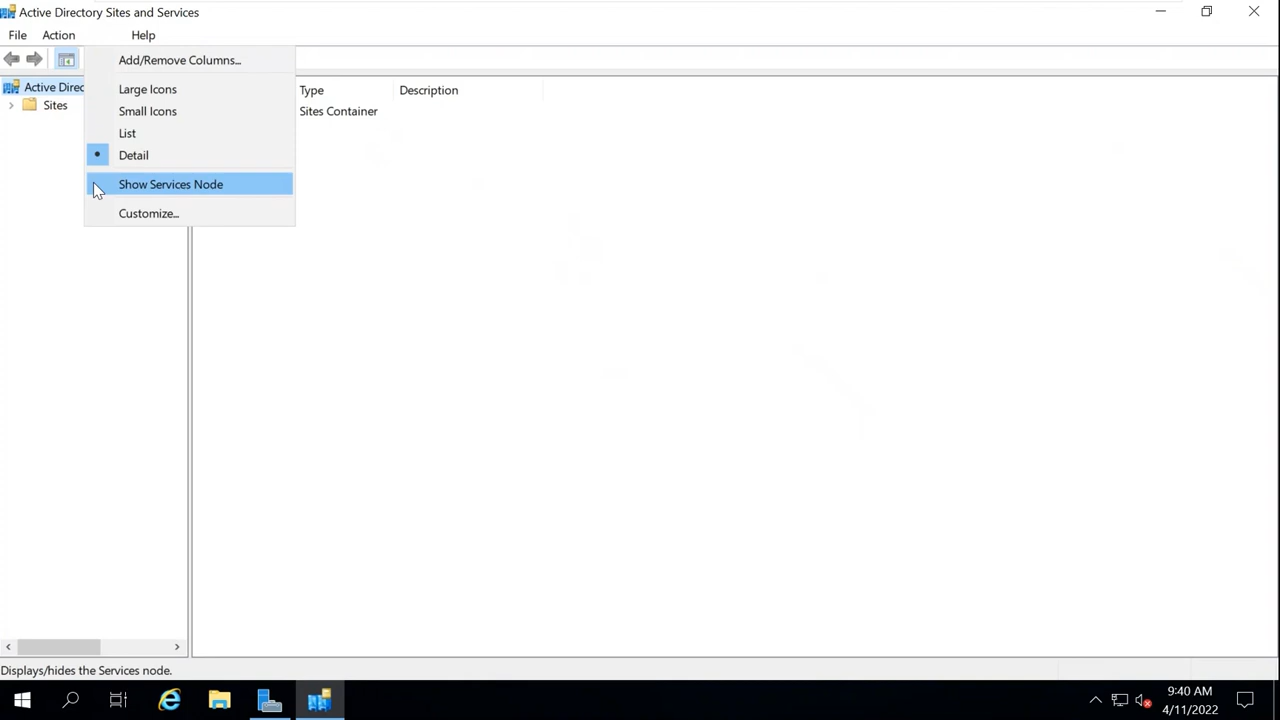 Active Directory Sites and Services
File Action Help
Add/Remove Columns...
Active Direc
Large Icons
Type Description
Sites
Small Icons
Sites Container
List
Detail
Show Services Node
Customize...
Displays/hides the Services node.
9:40 AM
4/11/2022